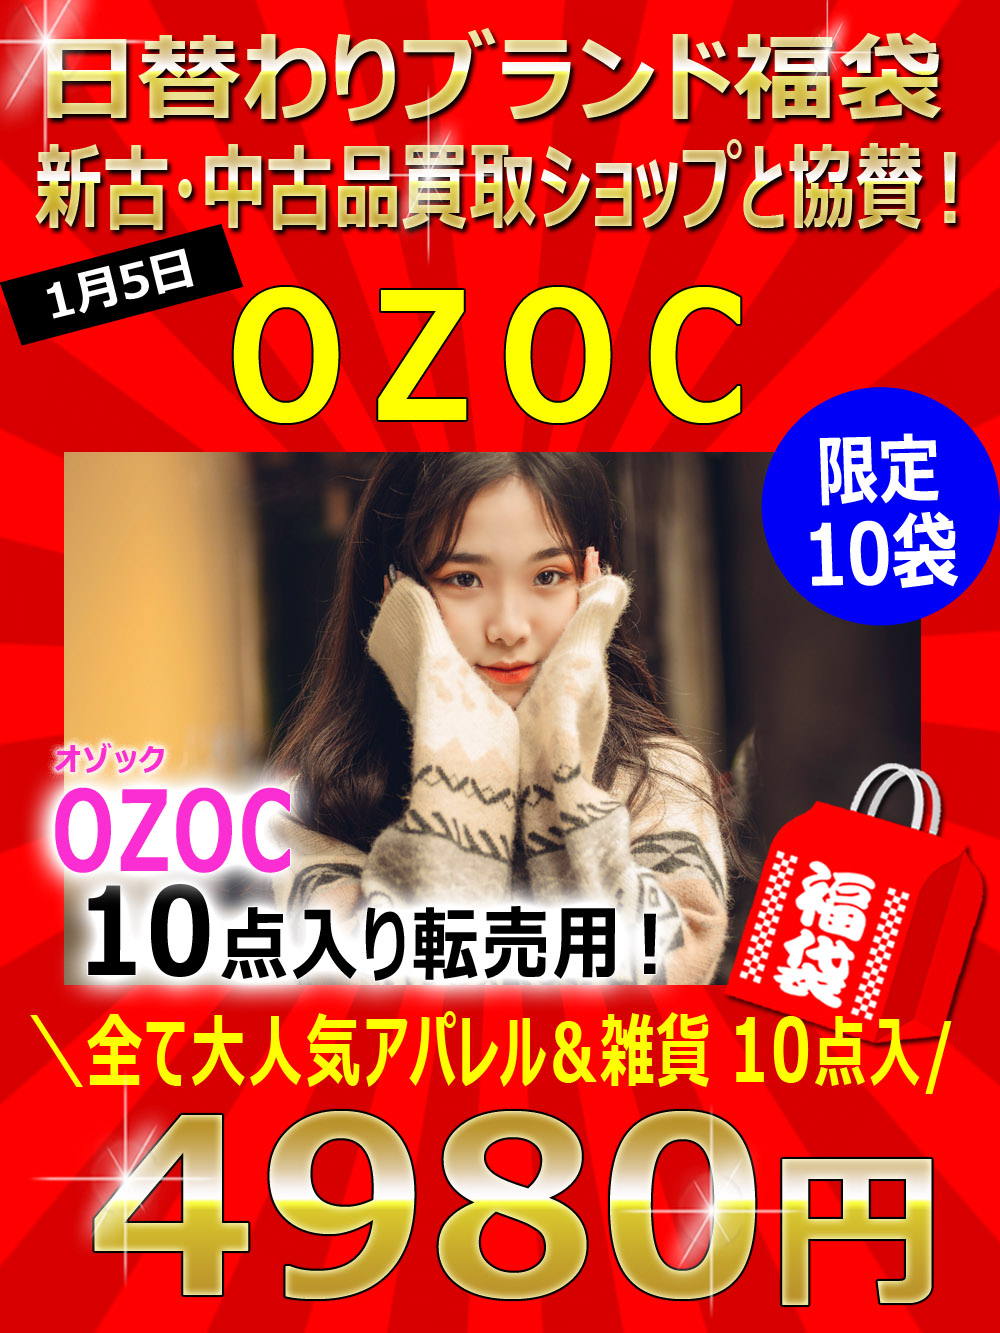 日替わりブランド福袋
新古・中古品買取ショップと協賛！
1月5日
OZOC
限定
10袋
オゾック
OZOC
10点入り転売用！
福袋
＼全て大人気アパレル＆雑貨 10点入/
4980円